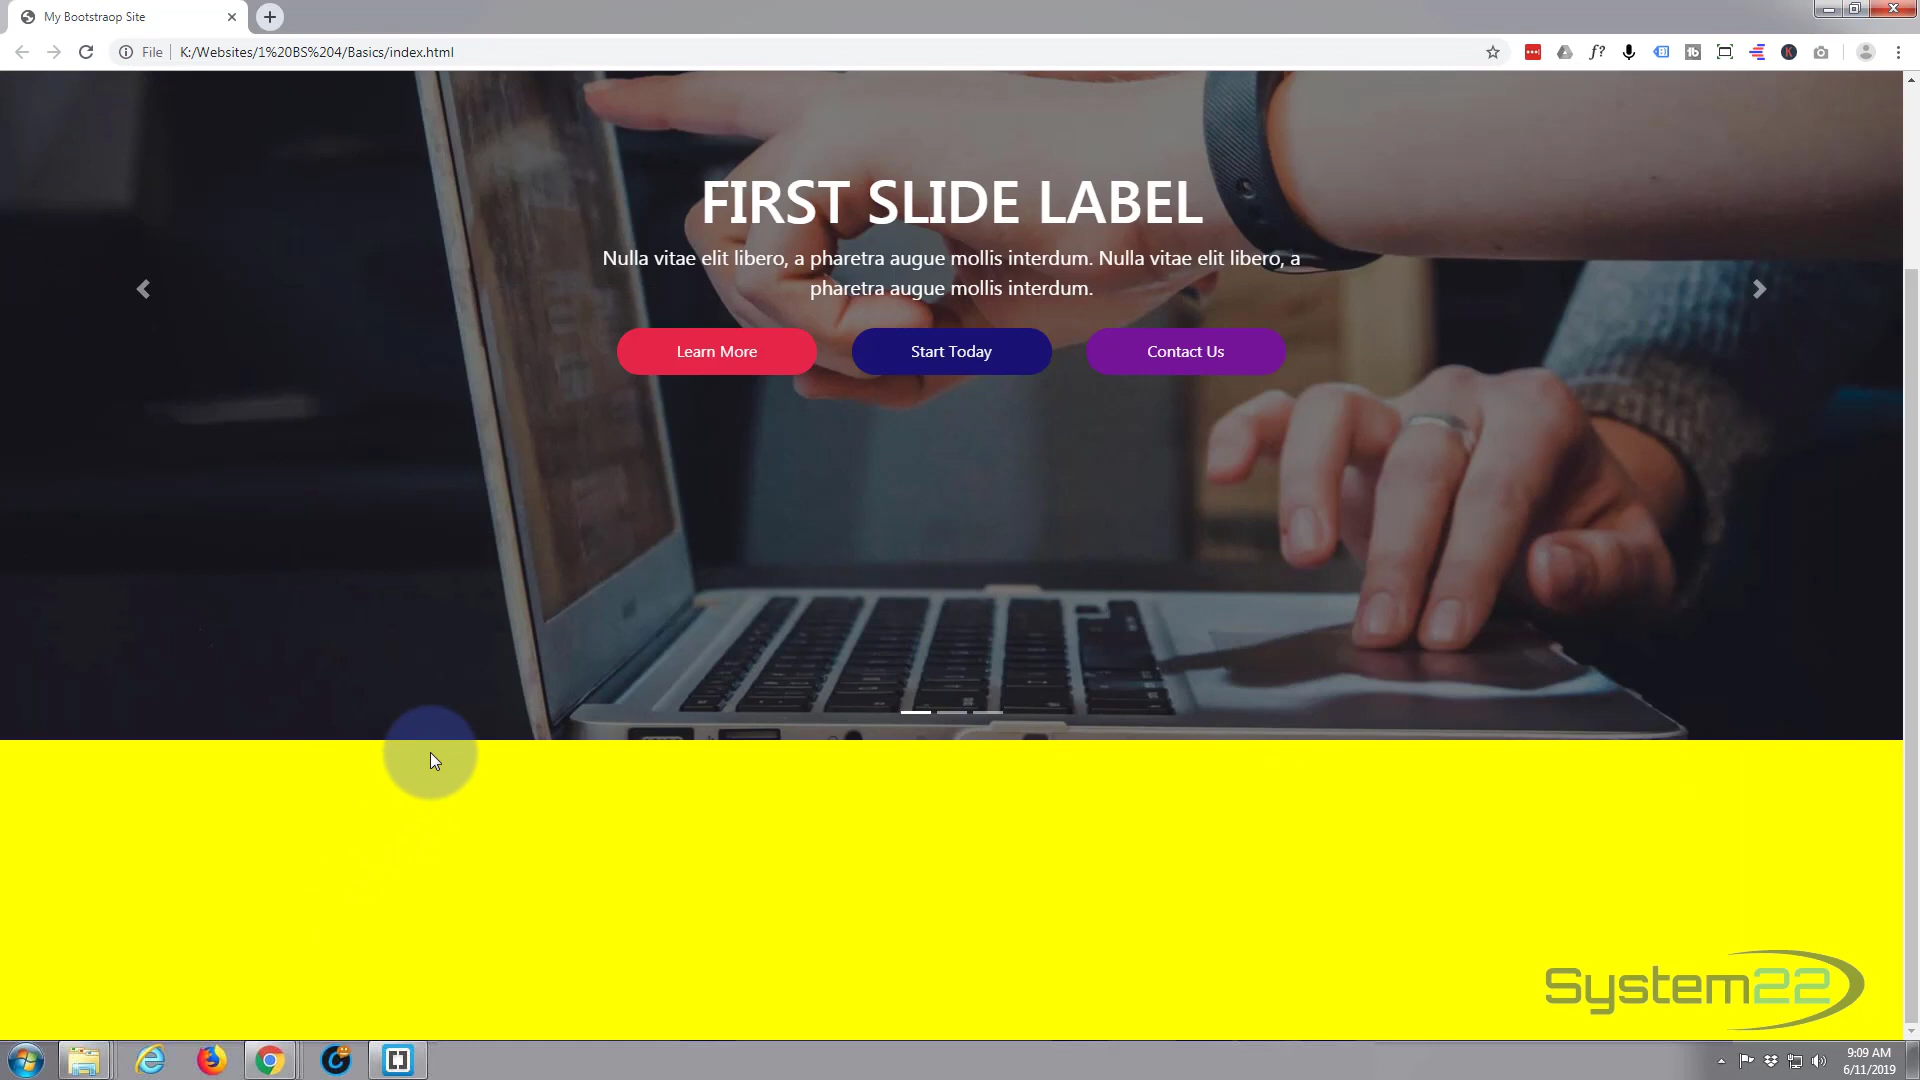 My Bootstraop Site
File
K:/Websites/1%20BS%204/Basics/index.html
f?
K
FIRST SLIDE LABEL
Nulla vitae elit libero, a pharetra augue mollis interdum. Nulla vitae elit libero, a
pharetra augue mollis interdum.
Learn More
Start Today
Contact Us
System22
9:09 AM
6/11/2019